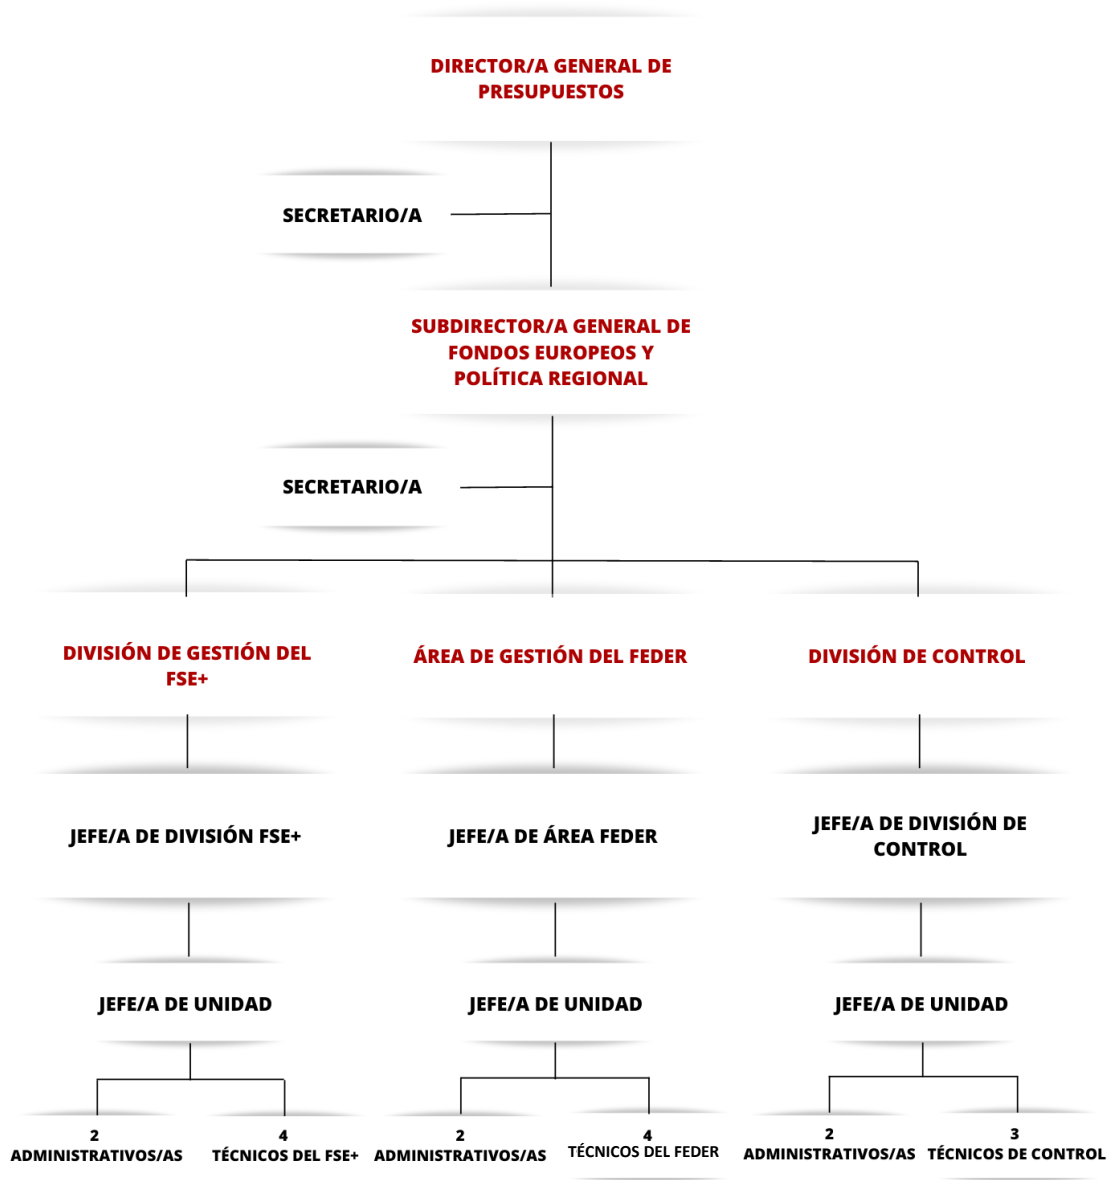 DIRECTOR/A GENERAL DE
PRESUPUESTOS
SECRETARIO/A
SUBDIRECTOR/A GENERAL DE
FONDOS EUROPEOS Y
POLÍTICA REGIONAL
SECRETARIO/A
DIVISIÓN DE GESTIÓN DEL
FSE+
ÁREA DE GESTIÓN DEL FEDER
DIVISIÓN DE CONTROL
JEFE/A DE DIVISIÓN FSE+
JEFE/A DE ÁREA FEDER
JEFE/A DE DIVISIÓN DE
CONTROL
JEFE/A DE UNIDAD
JEFE/A DE UNIDAD
JEFE/A DE UNIDAD
2
ADMINISTRATIVOS/AS
4
TÉCNICOS DEL FSE+
2
ADMINISTRATIVOS/AS
4
TÉCNICOS DEL FEDER
2
ADMINISTRATIVOS/AS
3
TÉCNICOS DE CONTROL